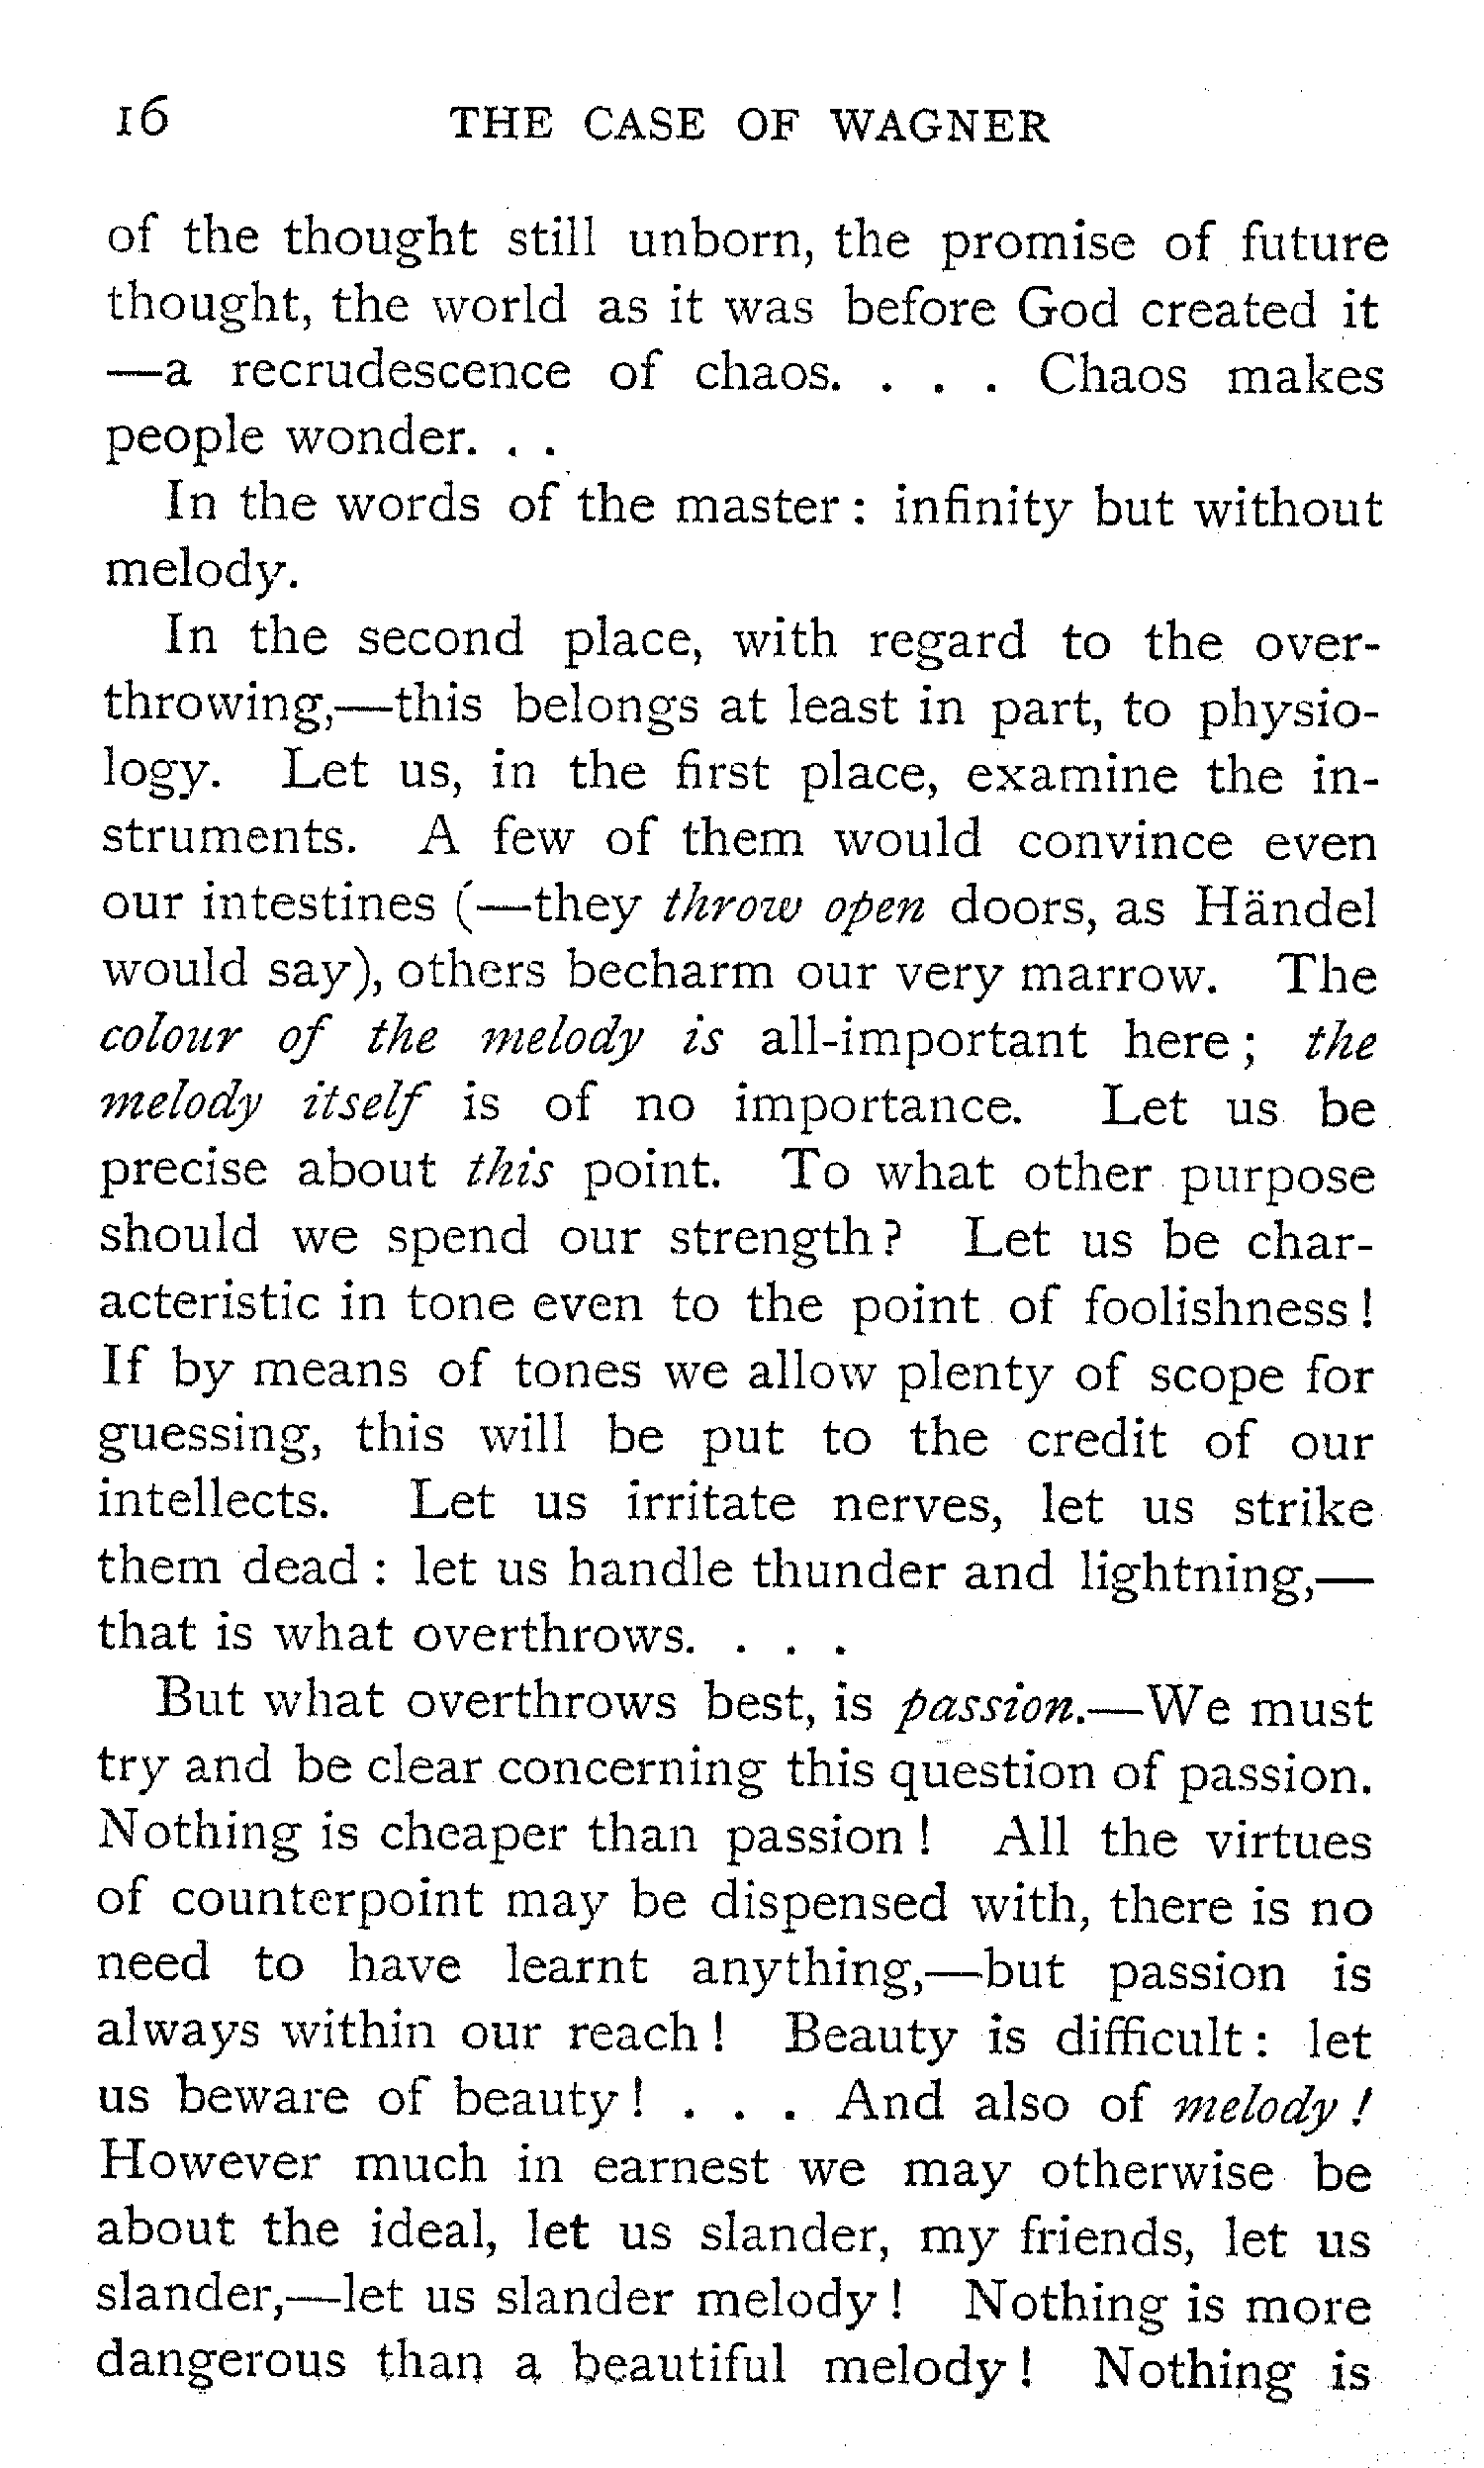 16 THE CASE OF WAGNER
of the thought still unborn, the promise of future
thought, the world as it was before God created it
—a recrudescence of chaos. . . . Chaos makes
people wonder. . .
In the words of the master : infinity but without
melody.
In the second place, with regard to the over-
throwing,—this belongs at least in part, to physio-
logy. Let us, in the first place, examine the in-
struments. A few of them would convince even
our intestines (—they throw open doors, as Händel
would say), others becharm our very marrow. The
colour of the melody is all-important here ; the
melody itself is of no importance. Let us be
precise about this point. To what other purpose
should we spend our strength ? Let us be char-
acteristic in tone even to the point of foolishness !
If by means of tones we allow plenty of scope for
guessing, this will be put to the credit of our
intellects. Let us irritate nerves, let us strike
them dead : let us handle thunder and lightning,—
that is what overthrows. . . .
But what overthrows best, is passion.—We must
try and be clear concerning this question of passion.
Nothing is cheaper than passion ! All the virtues
of counterpoint may be dispensed with, there is no
need to have learnt anything,—but passion is
always within our reach ! Beauty is difficult : let
us beware of beauty ! . . . And also of melody !
However much in earnest we may otherwise be
about the ideal, let us slander, my friends, let us
slander,—let us slander melody ! Nothing is more
dangerous than a beautiful melody ! Nothing is